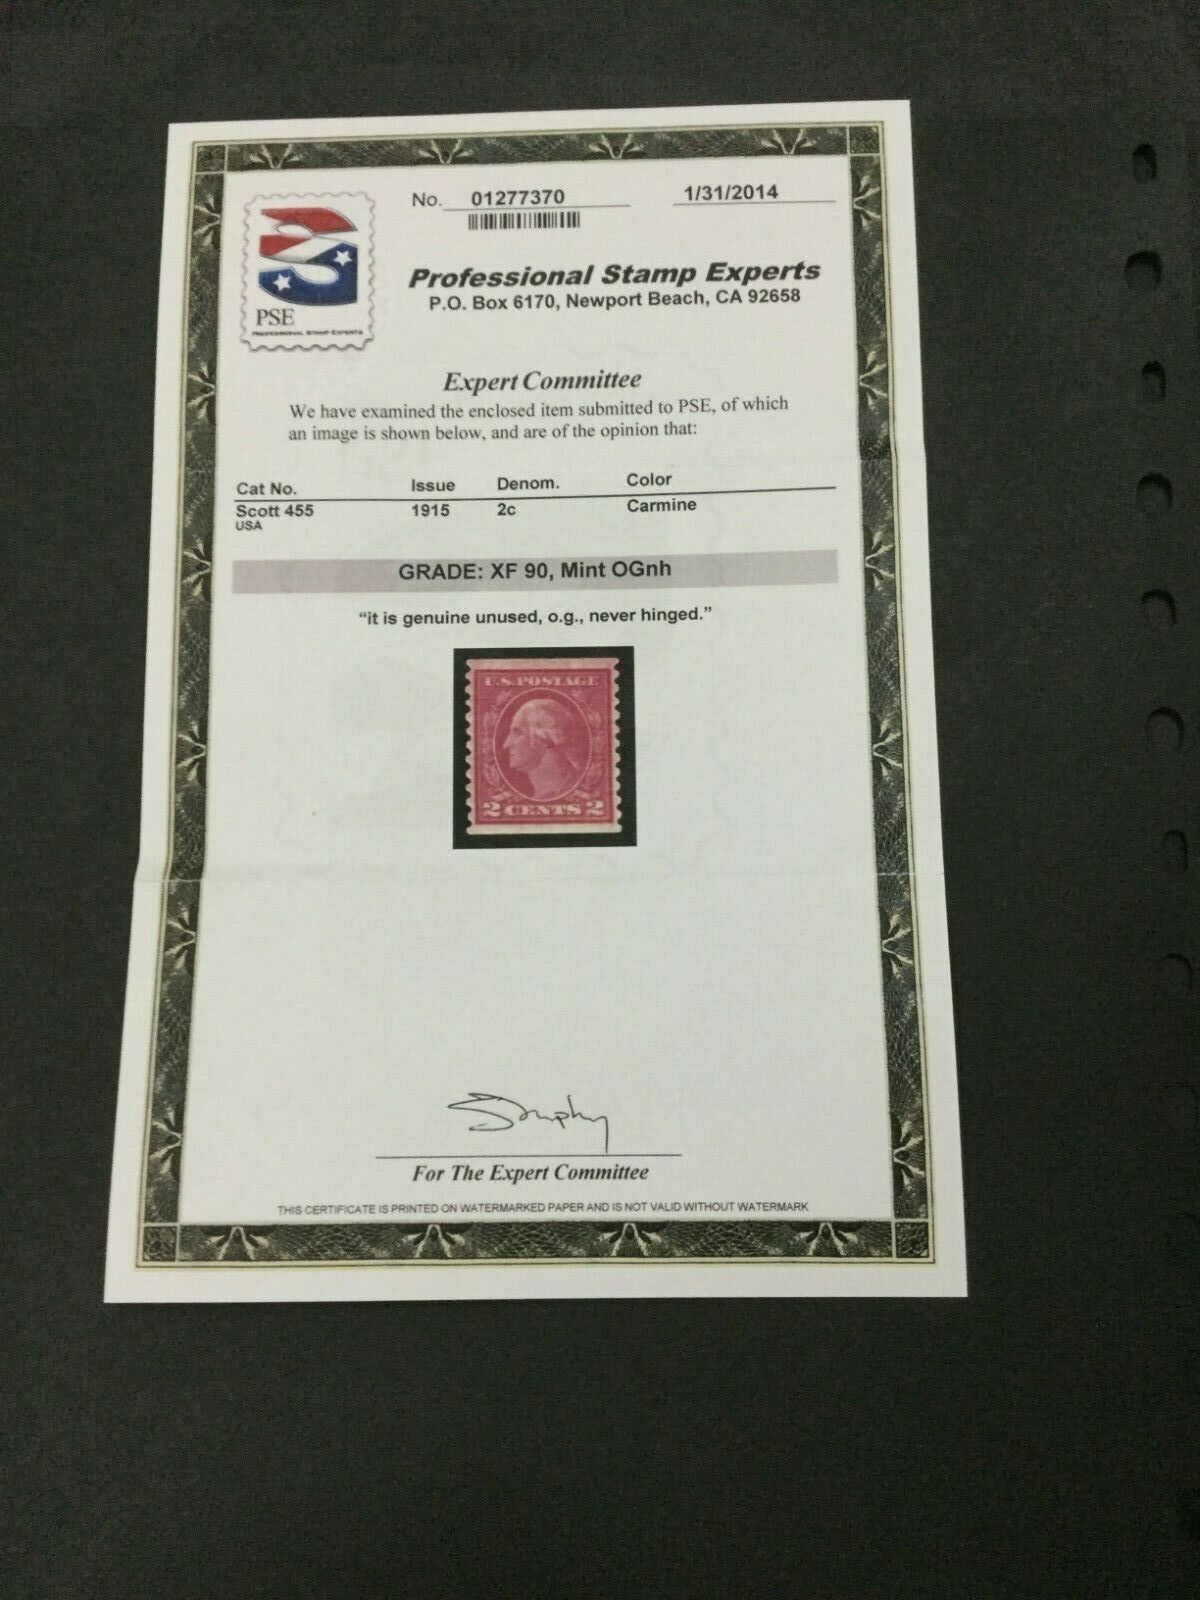 No. 01277370
1/31/2014
PSE
PROFESSIONAL STAMP EXPERTS
Professional Stamp Experts
P.O. Box 6170, Newport Beach, CA 92658
Expert Committee
We have examined the enclosed item submitted to PSE, of which
an image is shown below, and are of the opinion that:
Cat No. Issue Denom. Color
Scott 455 1915 2c Carmine
USA
GRADE: XF 90, Mint OGnh
“it is genuine unused, o.g., never hinged.”
U.S. POSTAGE
2 CENTS 2
For The Expert Committee
THIS CERTIFICATE IS PRINTED ON WATERMARKED PAPER AND IS NOT VALID WITHOUT WATERMARK